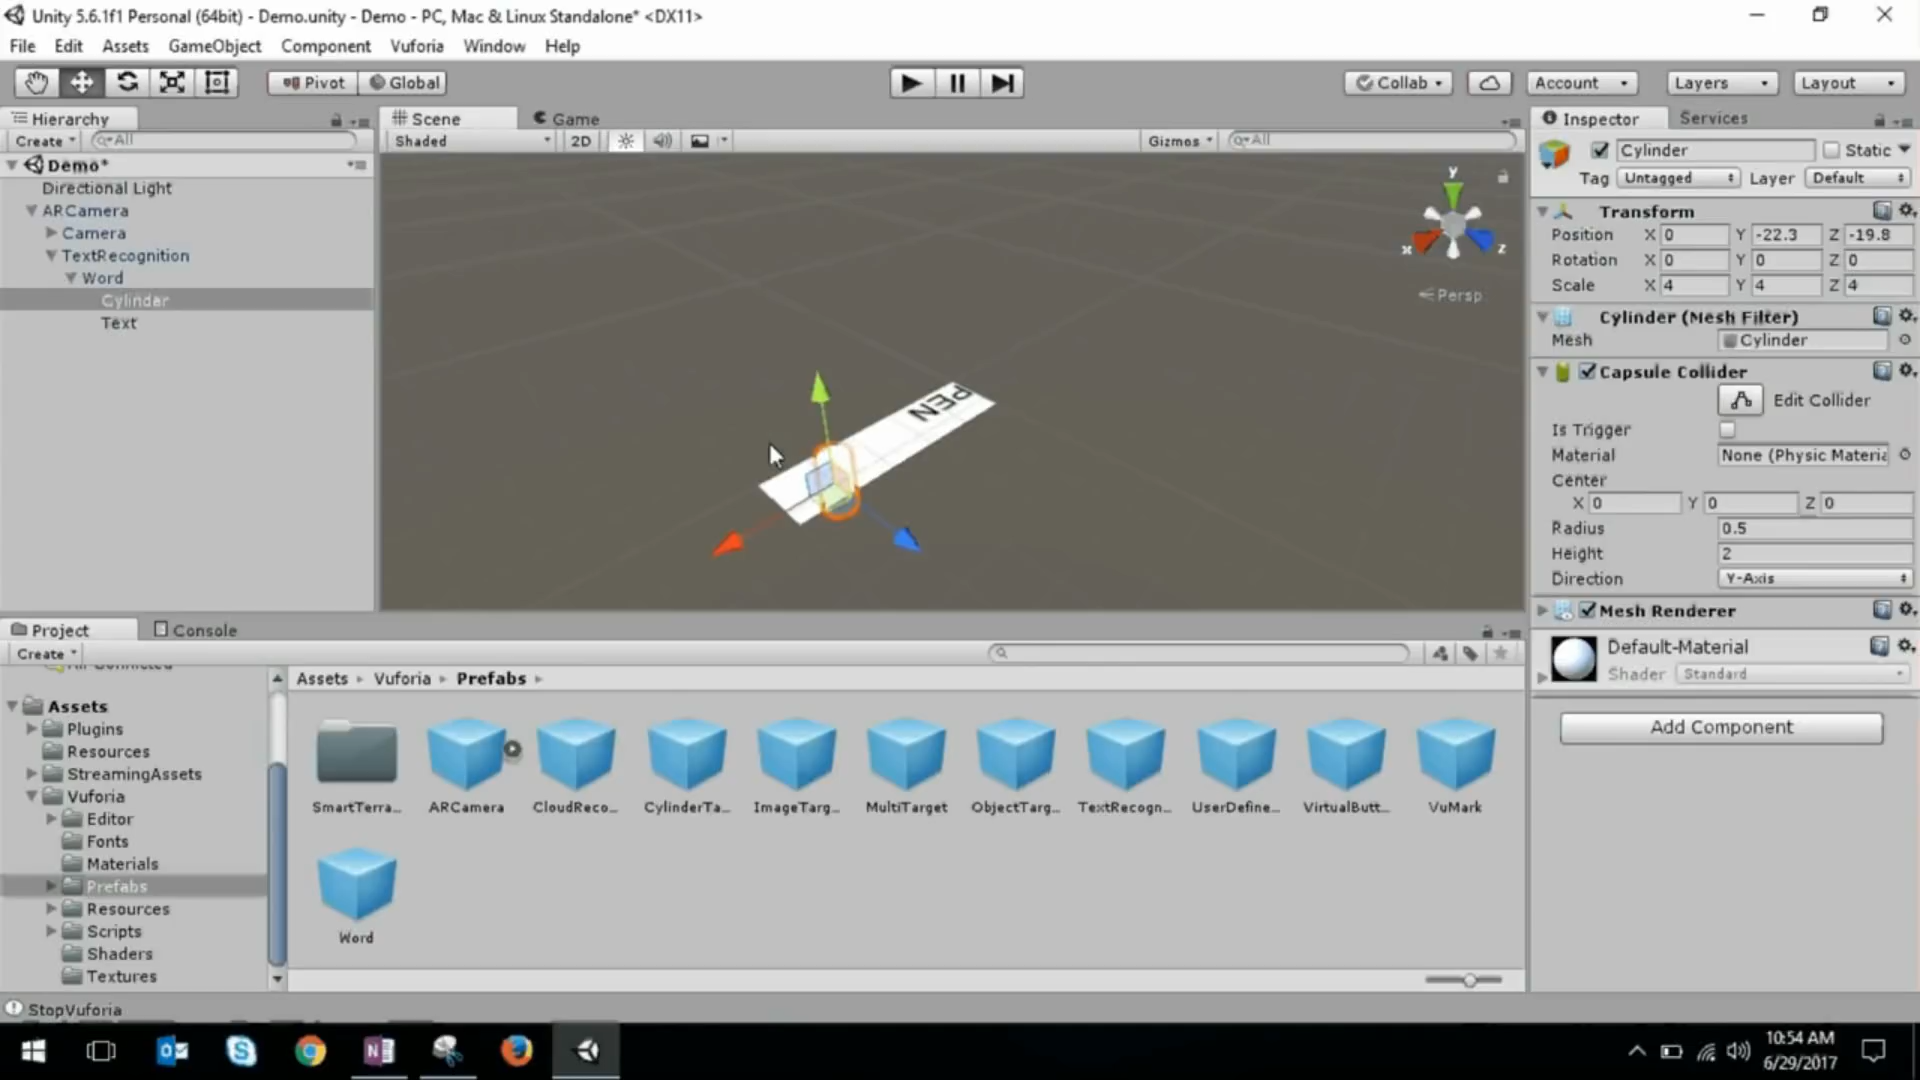 Unity 5.6.1f1 Personal (64bit) - Demo.unity - Demo - PC, Mac & Linux Standalone* <DX11>
File Edit Assets GameObject Component Vuforia Window Help
Pivot Global Collab Account Layers Layout
Hierarchy
Create All
Demo*
Directional Light
ARCamera
Camera
TextRecognition
Word
Cylinder
Text
Scene Game
Shaded 2D Gizmos All
y
x
z
Persp
PEN
Inspector Services
Cylinder Static
Tag Untagged Layer Default
Transform
Position X 0 Y -22.3 Z -19.8
Rotation X 0 Y 0 Z 0
Scale X 4 Y 4 Z 4
Cylinder (Mesh Filter)
Mesh Cylinder
Capsule Collider
Edit Collider
Is Trigger
Material None (Physic Materia
Center
X 0 Y 0 Z 0
Radius 0.5
Height 2
Direction Y-Axis
Mesh Renderer
Default-Material
Shader Standard
Add Component
Project Console
Create
Assets
Plugins
Resources
StreamingAssets
Vuforia
Editor
Fonts
Materials
Prefabs
Resources
Scripts
Shaders
Textures
Assets Vuforia Prefabs
SmartTerra... ARCamera CloudReco... CylinderTa... ImageTarg... MultiTarget ObjectTarg... TextRecogn... UserDefine... VirtualButt... VuMark
Word
StopVuforia
10:54 AM
6/29/2017